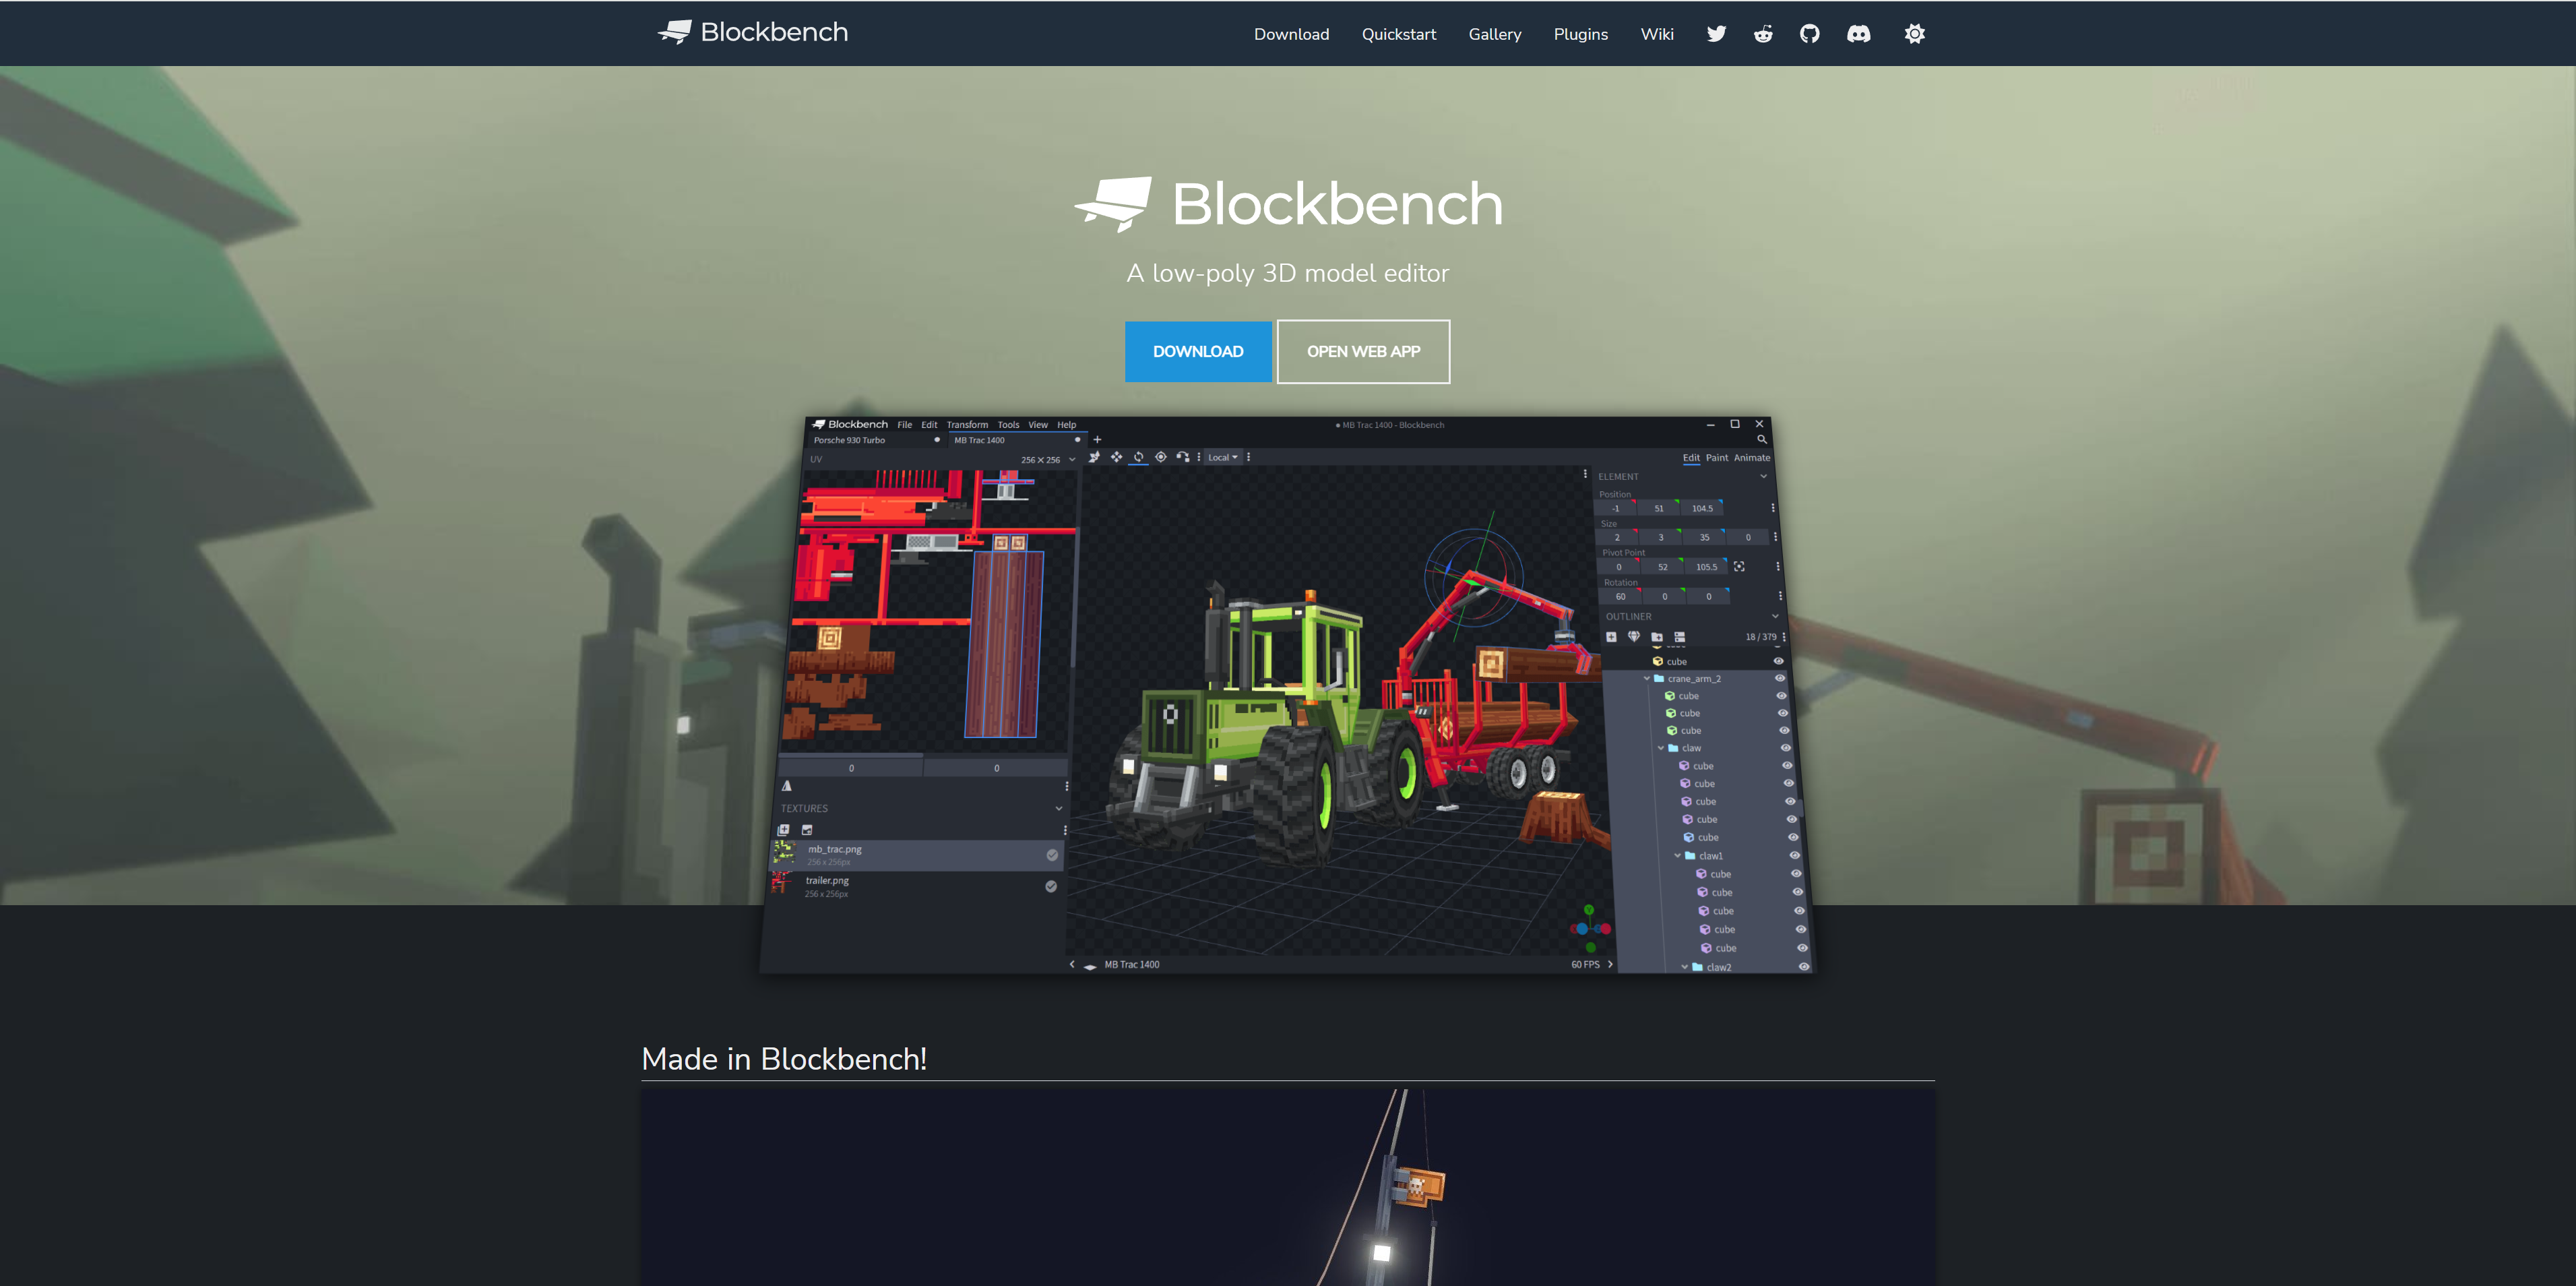 Blockbench
Download Quickstart Gallery Plugins Wiki
Blockbench
A low-poly 3D model editor
DOWNLOAD OPEN WEB APP
Blockbench File Edit Transform Tools View Help
MB Trac 1400 - Blockbench
Porsche 930 Turbo
MB Trac 1400
UV
256 × 256
Local
Edit Paint Animate
ELEMENT
Position
-1 51 104.5
Size
2 3 35 0
Pivot Point
0 52 105.5
Rotation
60 0 0
OUTLINER
18 / 379
cube
crane_arm_2
cube
cube
cube
claw
cube
cube
cube
cube
cube
claw1
cube
cube
cube
cube
cube
claw2
0 0
TEXTURES
mb_trac.png
256 x 256px
trailer.png
256 x 256px
MB Trac 1400
60 FPS
Made in Blockbench!